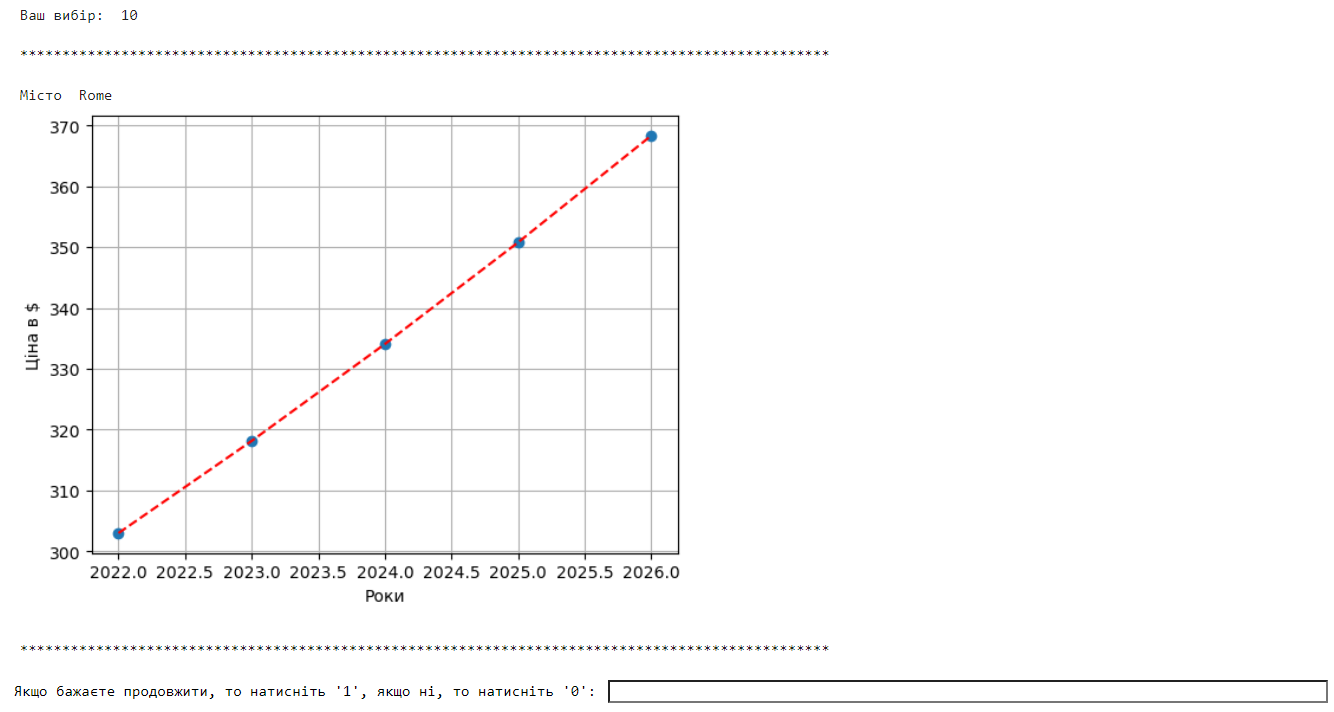 Ваш вибір:  10
*************************************************************************************************
Місто  Rome
370
360
350
340
330
320
310
300
Ціна в $
2022.0 2022.5 2023.0 2023.5 2024.0 2024.5 2025.0 2025.5 2026.0
Роки
*************************************************************************************************
Якщо бажаєте продовжити, то натисніть '1', якщо ні, то натисніть '0':